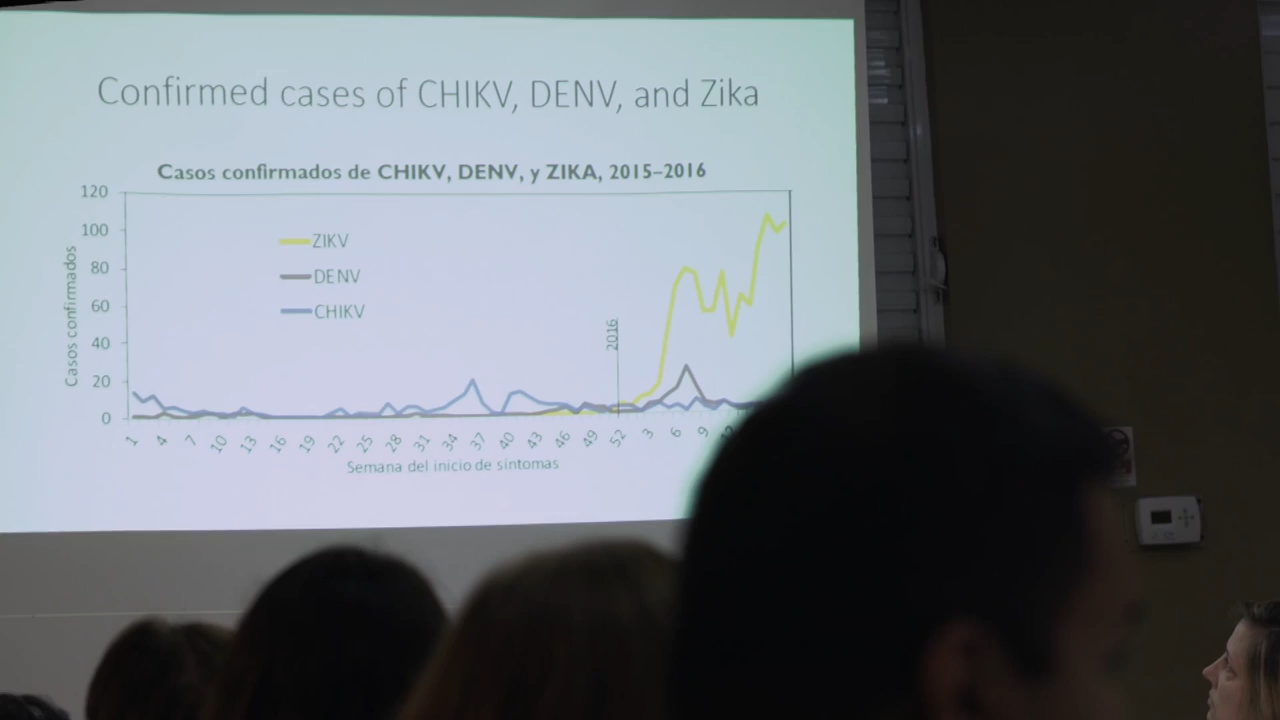 Confirmed cases of CHIKV, DENV, and Zika
Casos confirmados de CHIKV, DENV, y ZIKA, 2015–2016
Casos confirmados
120
100
80
60
40
20
0
ZIKV
DENV
CHIKV
2016
1 4 7 10 13 16 19 22 25 28 31 34 37 40 43 46 49 52 3 6 9 12
Semana del inicio de síntomas